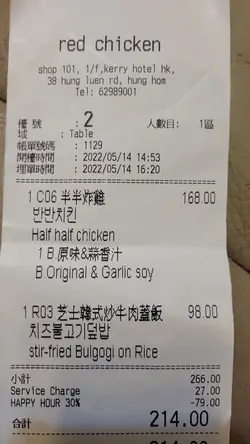 red chicken
shop 101, 1/f,kerry hotel hk,
38 hung luen rd, hung hom
Tel: 62989001
檯 號 : 2 人數目: 1區
域 : Table
帳單號碼 : 1129
開檯時間 : 2022/05/14 14:53
埋單時間 : 2022/05/14 16:20
1 C06 半半炸雞 168.00
반반치킨
Half half chicken
1 B.原味&蒜香汁
B.Original & Garlic soy
1 R03 芝士韓式炒牛肉蓋飯 98.00
치즈불고기덮밥
stir-fried Bulgogi on Rice
小計 266.00
Service Charge 27.00
HAPPY HOUR 30% -79.00
合計 214.00